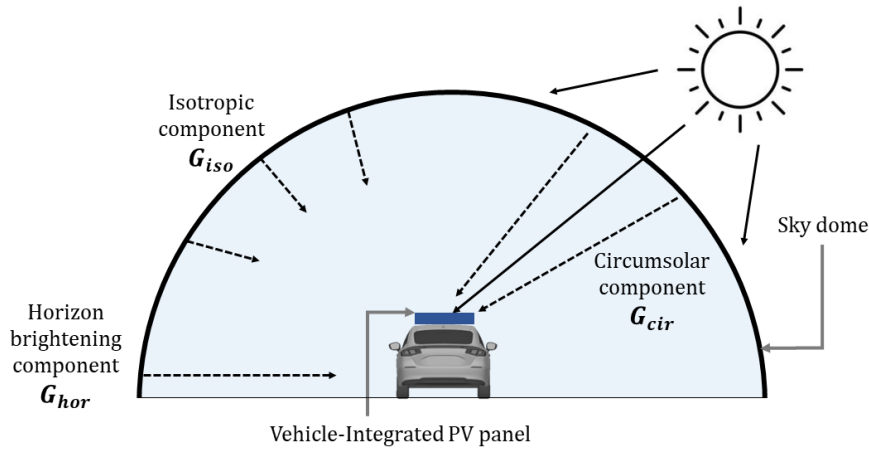 Isotropic
component
G_iso
Sky dome
Circumsolar
component
G_cir
Horizon
brightening
component
G_hor
Vehicle-Integrated PV panel